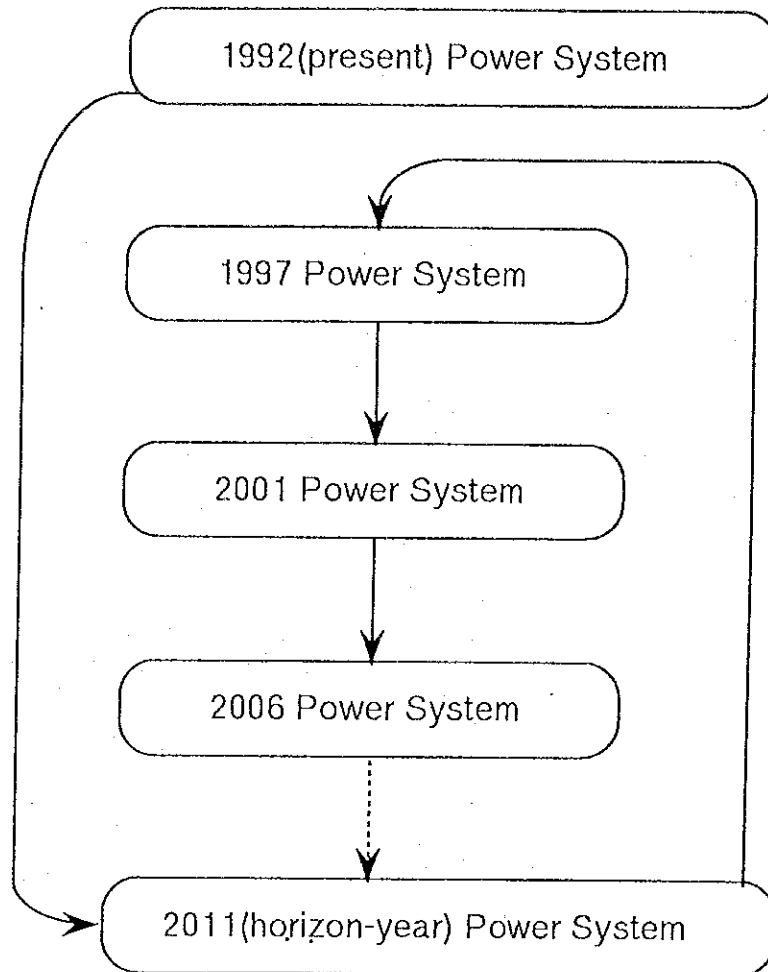 1992(present) Power System
1997 Power System
2001 Power System
2006 Power System
2011(horizon-year) Power System